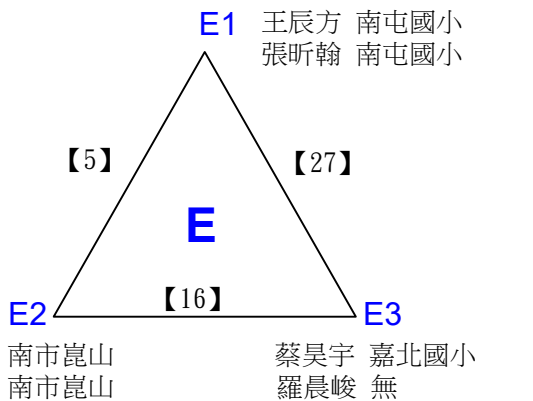 E1 王辰方 南屯國小
張昕翰 南屯國小
【5】
【27】
E
【16】
E2
E3
南市崑山
蔡昊宇 嘉北國小
南市崑山
羅晨峻 無